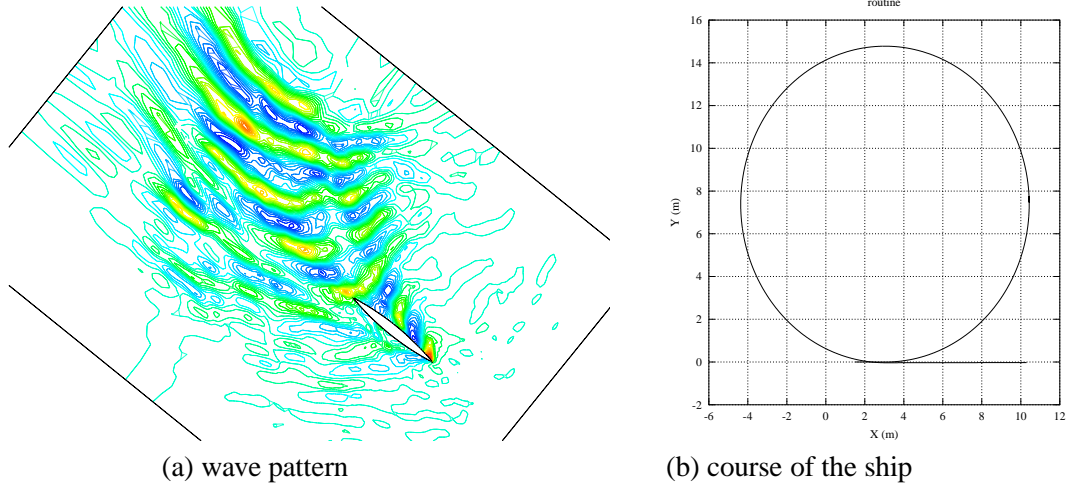 routine
16
14
12
10
8
6
4
2
0
-2
Y (m)
-6 -4 -2 0 2 4 6 8 10 12
X (m)
(a) wave pattern
(b) course of the ship